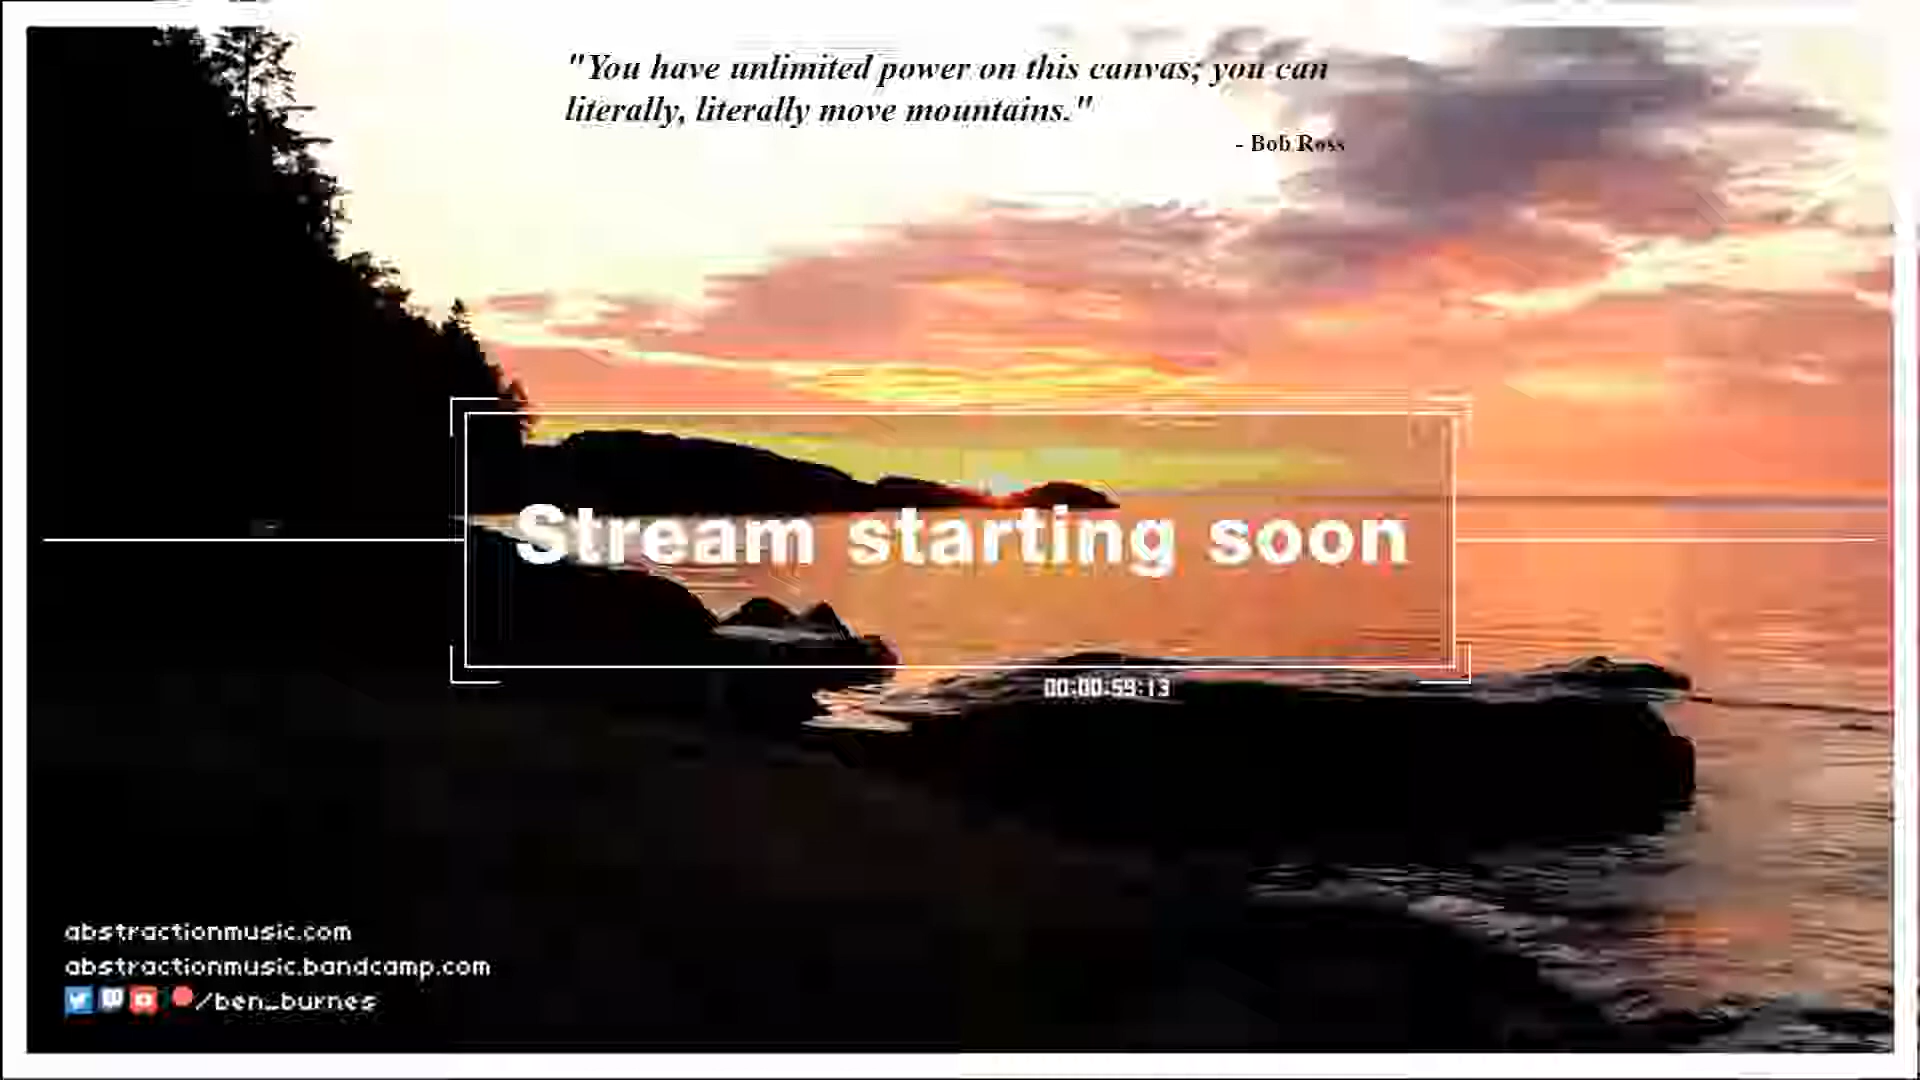 "You have unlimited power on this canvas; you can
literally, literally move mountains."
- Bob Ross
Stream starting soon
00:00:59:13
abstractionmusic.com
abstractionmusic.bandcamp.com
/ben_burnes